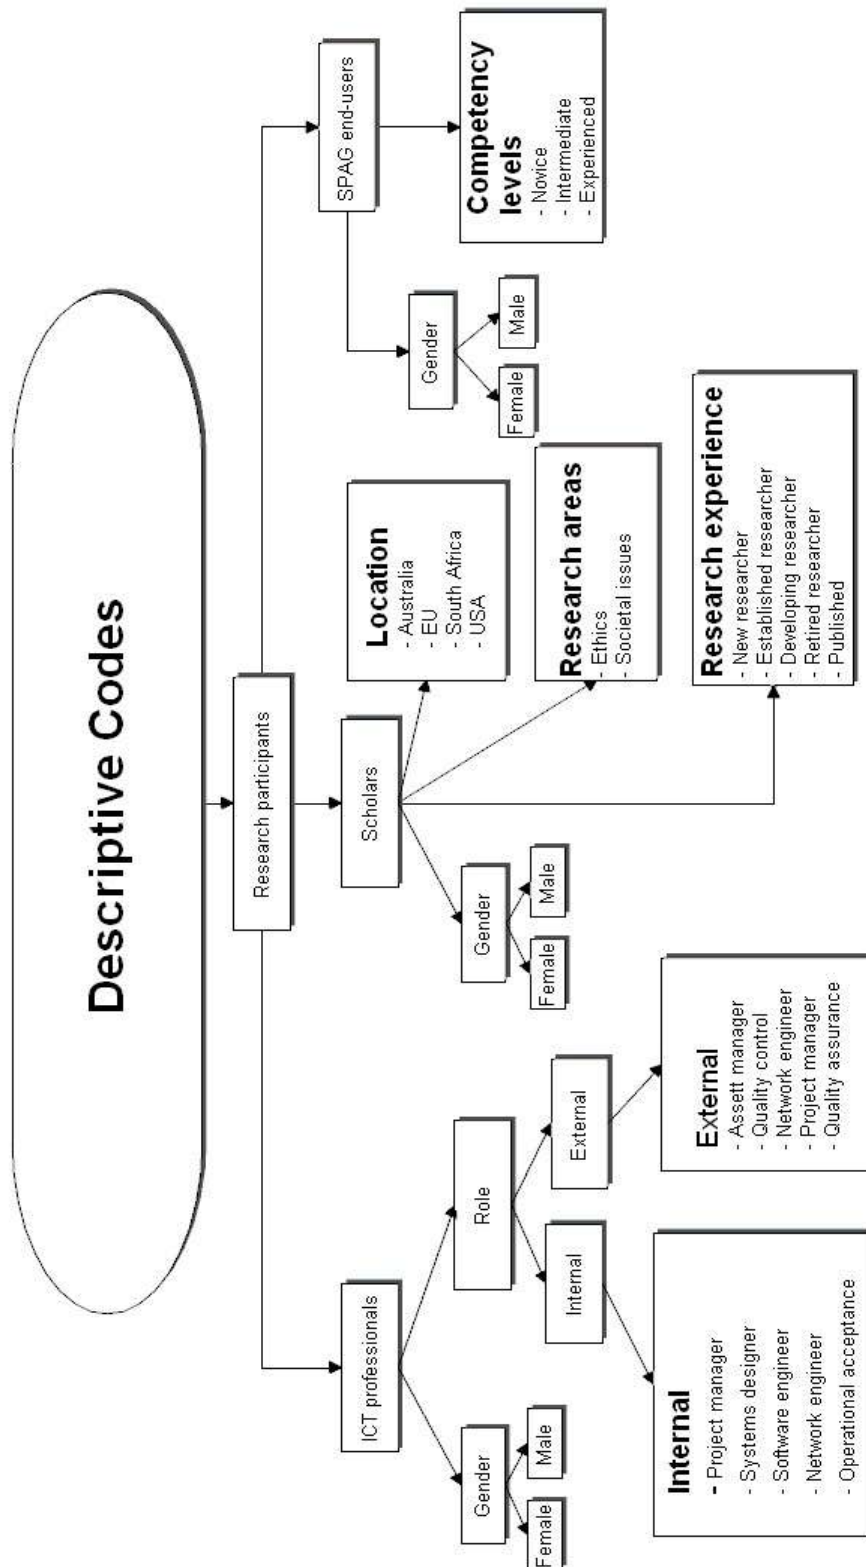 Descriptive Codes
Research participants
ICT professionals
Scholars
SPAG end-users
Gender
Female
Male
Role
Internal
External
Internal
- Project manager
- Systems designer
- Software engineer
- Network engineer
- Operational acceptance
External
- Assett manager
- Quality control
- Network engineer
- Project manager
- Quality assurance
Gender
Female
Male
Location
- Australia
- EU
- South Africa
- USA
Research areas
- Ethics
- Societal issues
Research experience
- New researcher
- Established researcher
- Developing researcher
- Retired researcher
- Published
Gender
Female
Male
Competency
levels
- Novice
- Intermediate
- Experienced